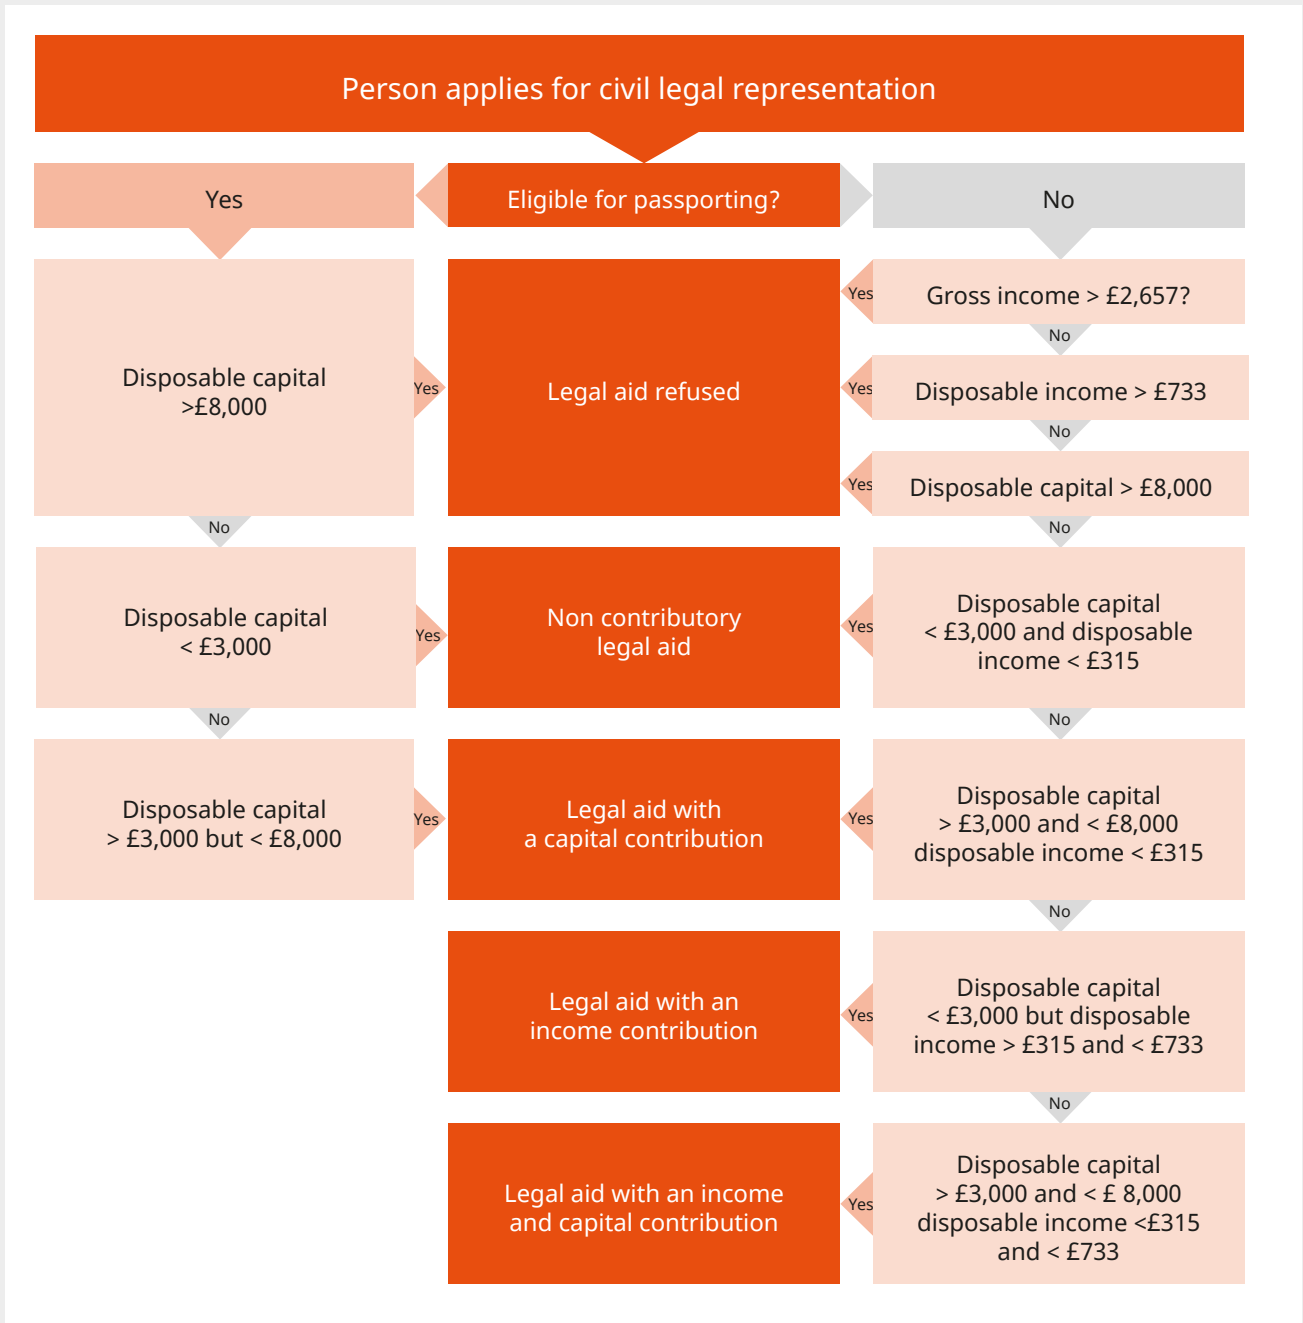 Person applies for civil legal representation
Yes
Eligible for passporting?
No
Disposable capital
>£8,000
Yes
Legal aid refused
Yes
Gross income > £2,657?
No
Yes
Disposable income > £733
No
Yes
Disposable capital > £8,000
No
No
Disposable capital
< £3,000
Yes
Non contributory
legal aid
Yes
Disposable capital
< £3,000 and disposable
income < £315
No
No
Disposable capital
> £3,000 but < £8,000
Yes
Legal aid with
a capital contribution
Yes
Disposable capital
> £3,000 and < £8,000
disposable income < £315
No
Legal aid with an
income contribution
Yes
Disposable capital
< £3,000 but disposable
income > £315 and < £733
No
Legal aid with an income
and capital contribution
Yes
Disposable capital
> £3,000 and < £ 8,000
disposable income <£315
and < £733